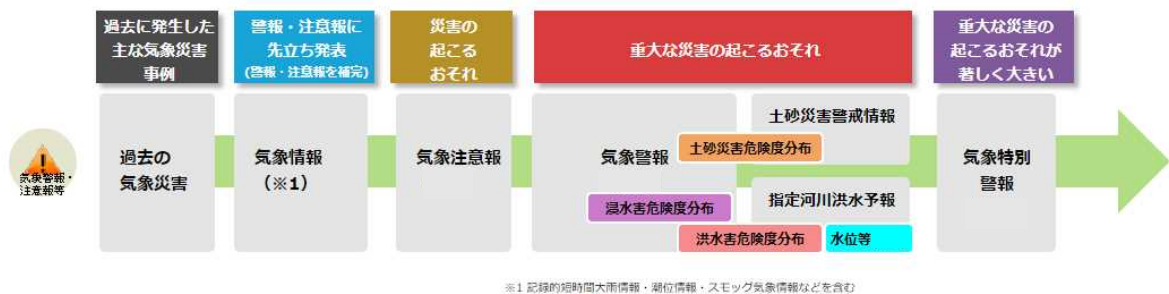 過去に発生した
主な気象災害
事例
警報・注意報に
先立ち発表
(警報・注意報を補完)
災害の
起こる
おそれ
重大な災害の起こるおそれ
重大な災害の
起こるおそれが
著しく大きい
気象警報・
注意報等
過去の
気象災害
気象情報
(※1)
気象注意報
気象警報
土砂災害警戒情報
土砂災害危険度分布
浸水害危険度分布
指定河川洪水予報
洪水害危険度分布
水位等
気象特別
警報
※1 記録的短時間大雨情報・潮位情報・スモッグ気象情報などを含む